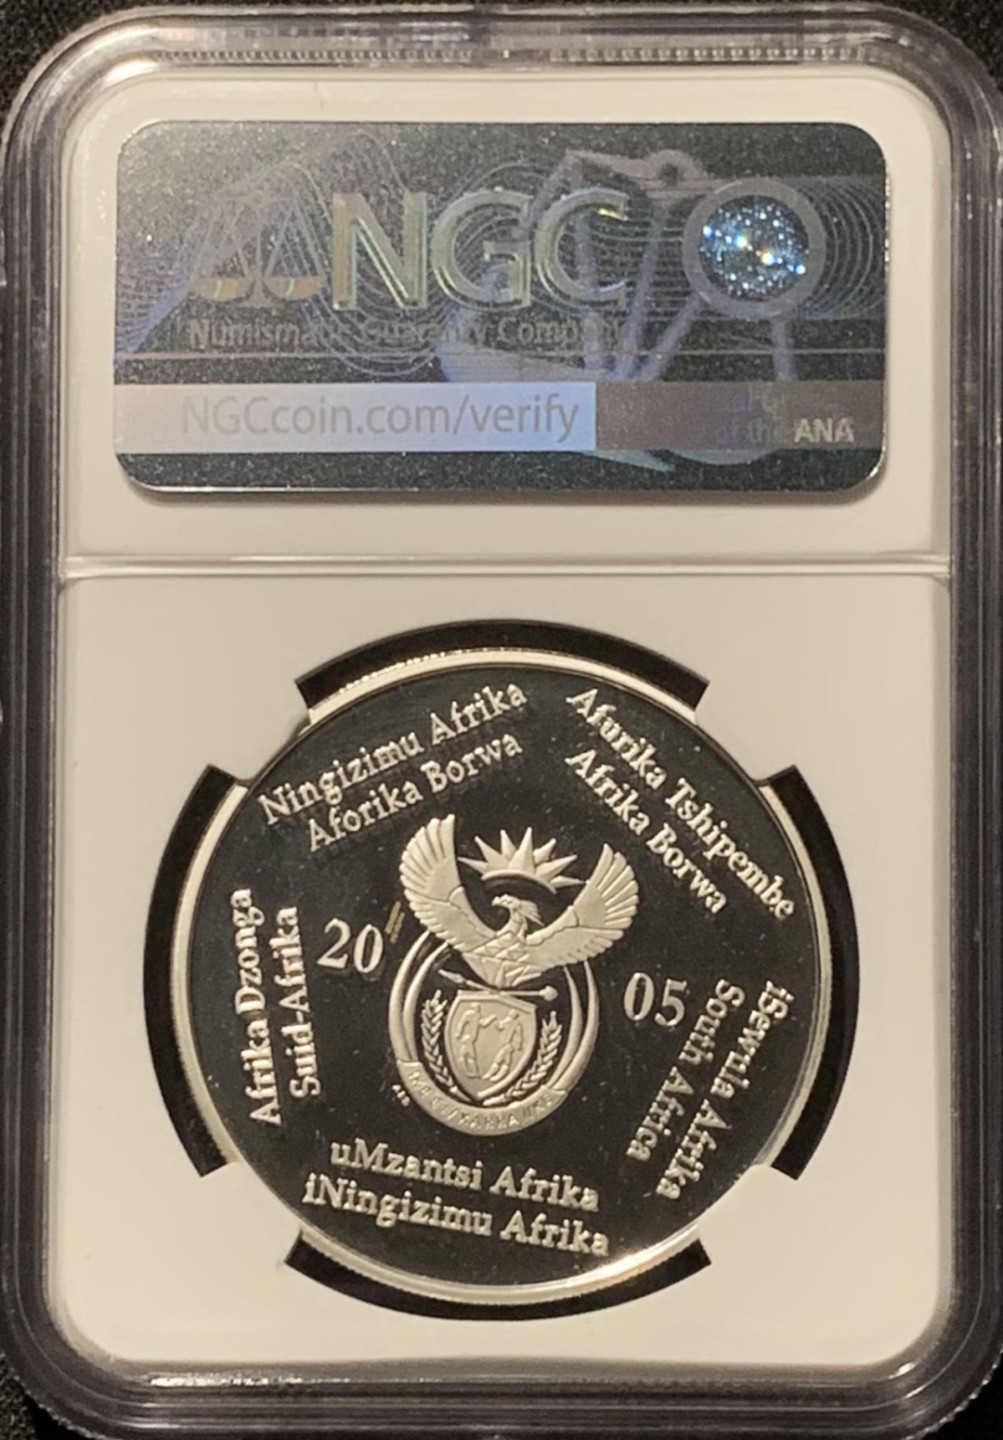 NGC
Numismatic Guaranty Company
NGCcoin.com/verify
of the ANA
Ningizimu Afrika
Aforika Borwa
Afurika Tshipembe
Afrika Borwa
20
05
Afrika Dzonga
Suid-Afrika
iSewula Afrika
South Africa
uMzantsi Afrika
iNingizimu Afrika